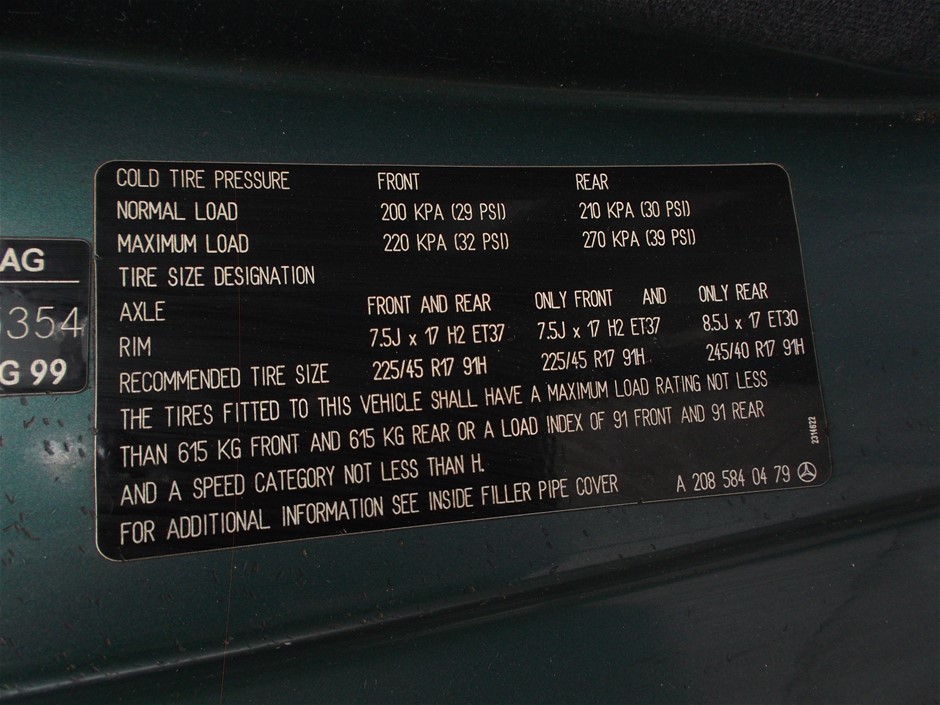 COLD TIRE PRESSURE FRONT REAR
NORMAL LOAD 200 KPA (29 PSI) 210 KPA (30 PSI)
MAXIMUM LOAD 220 KPA (32 PSI) 270 KPA (39 PSI)
TIRE SIZE DESIGNATION
AXLE FRONT AND REAR ONLY FRONT AND ONLY REAR
RIM 7.5J x 17 H2 ET37 7.5J x 17 H2 ET37 8.5J x 17 ET30
RECOMMENDED TIRE SIZE 225/45 R17 91H 225/45 R17 91H 245/40 R17 91H
THE TIRES FITTED TO THIS VEHICLE SHALL HAVE A MAXIMUM LOAD RATING NOT LESS
THAN 615 KG FRONT AND 615 KG REAR OR A LOAD INDEX OF 91 FRONT AND 91 REAR
AND A SPEED CATEGORY NOT LESS THAN H.
FOR ADDITIONAL INFORMATION SEE INSIDE FILLER PIPE COVER A 208 584 04 79
2314622
AG
354
G 99